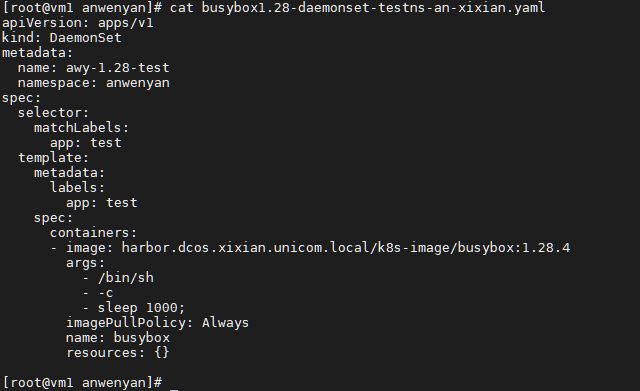 [root@vm1 anwenyan]# cat busybox1.28-daemonset-testns-an-xixian.yaml
apiVersion: apps/v1
kind: DaemonSet
metadata:
  name: awy-1.28-test
  namespace: anwenyan
spec:
  selector:
    matchLabels:
      app: test
  template:
    metadata:
      labels:
        app: test
    spec:
      containers:
      - image: harbor.dcos.xixian.unicom.local/k8s-image/busybox:1.28.4
        args:
          - /bin/sh
          - -c
          - sleep 1000;
        imagePullPolicy: Always
        name: busybox
        resources: {}

[root@vm1 anwenyan]# _